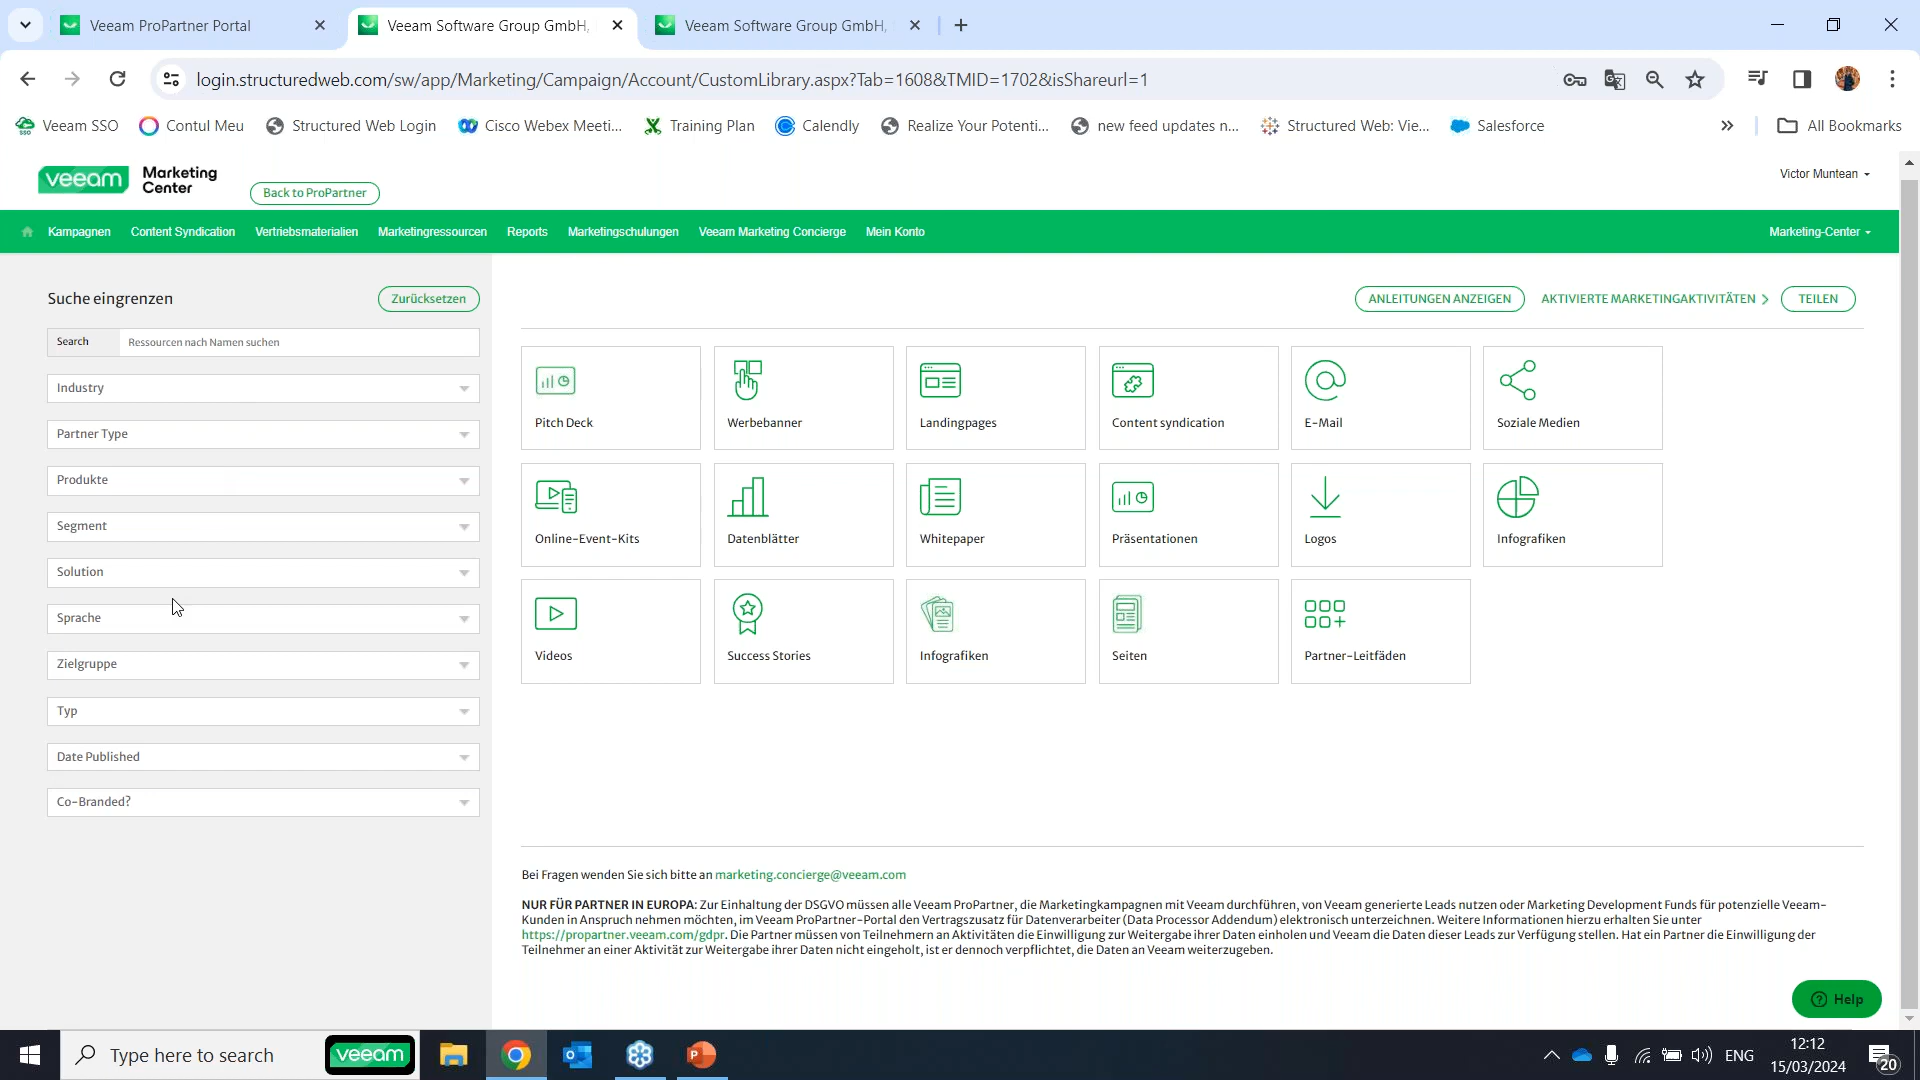 Veeam ProPartner Portal
Veeam Software Group GmbH,
Veeam Software Group GmbH,
login.structuredweb.com/sw/app/Marketing/Campaign/Account/CustomLibrary.aspx?Tab=1608&TMID=1702&isShareurl=1
Veeam SSO
Contul Meu
Structured Web Login
Cisco Webex Meeti...
Training Plan
Calendly
Realize Your Potenti...
new feed updates n...
Structured Web: Vie...
Salesforce
All Bookmarks
veeam Marketing Center
Back to ProPartner
Victor Muntean
Kampagnen Content Syndication Vertriebsmaterialien Marketingressourcen Reports Marketingschulungen Veeam Marketing Concierge Mein Konto Marketing-Center
Suche eingrenzen
Zurücksetzen
Search Ressourcen nach Namen suchen
Industry
Partner Type
Produkte
Segment
Solution
Sprache
Zielgruppe
Typ
Date Published
Co-Branded?
ANLEITUNGEN ANZEIGEN
AKTIVIERTE MARKETINGAKTIVITÄTEN
TEILEN
Pitch Deck
Werbebanner
Landingpages
Content syndication
E-Mail
Soziale Medien
Online-Event-Kits
Datenblätter
Whitepaper
Präsentationen
Logos
Infografiken
Videos
Success Stories
Infografiken
Seiten
Partner-Leitfäden
Bei Fragen wenden Sie sich bitte an marketing.concierge@veeam.com
NUR FÜR PARTNER IN EUROPA: Zur Einhaltung der DSGVO müssen alle Veeam ProPartner, die Marketingkampagnen mit Veeam durchführen, von Veeam generierte Leads nutzen oder Marketing Development Funds für potenzielle Veeam-
Kunden in Anspruch nehmen möchten, im Veeam ProPartner-Portal den Vertragszusatz für Datenverarbeiter (Data Processor Addendum) elektronisch unterzeichnen. Weitere Informationen hierzu erhalten Sie unter
https://propartner.veeam.com/gdpr. Die Partner müssen von Teilnehmern an Aktivitäten die Einwilligung zur Weitergabe ihrer Daten einholen und Veeam die Daten dieser Leads zur Verfügung stellen. Hat ein Partner die Einwilligung der
Teilnehmer an einer Aktivität zur Weitergabe ihrer Daten nicht eingeholt, ist er dennoch verpflichtet, die Daten an Veeam weiterzugeben.
Help
Type here to search
veeam
ENG
12:12
15/03/2024
20